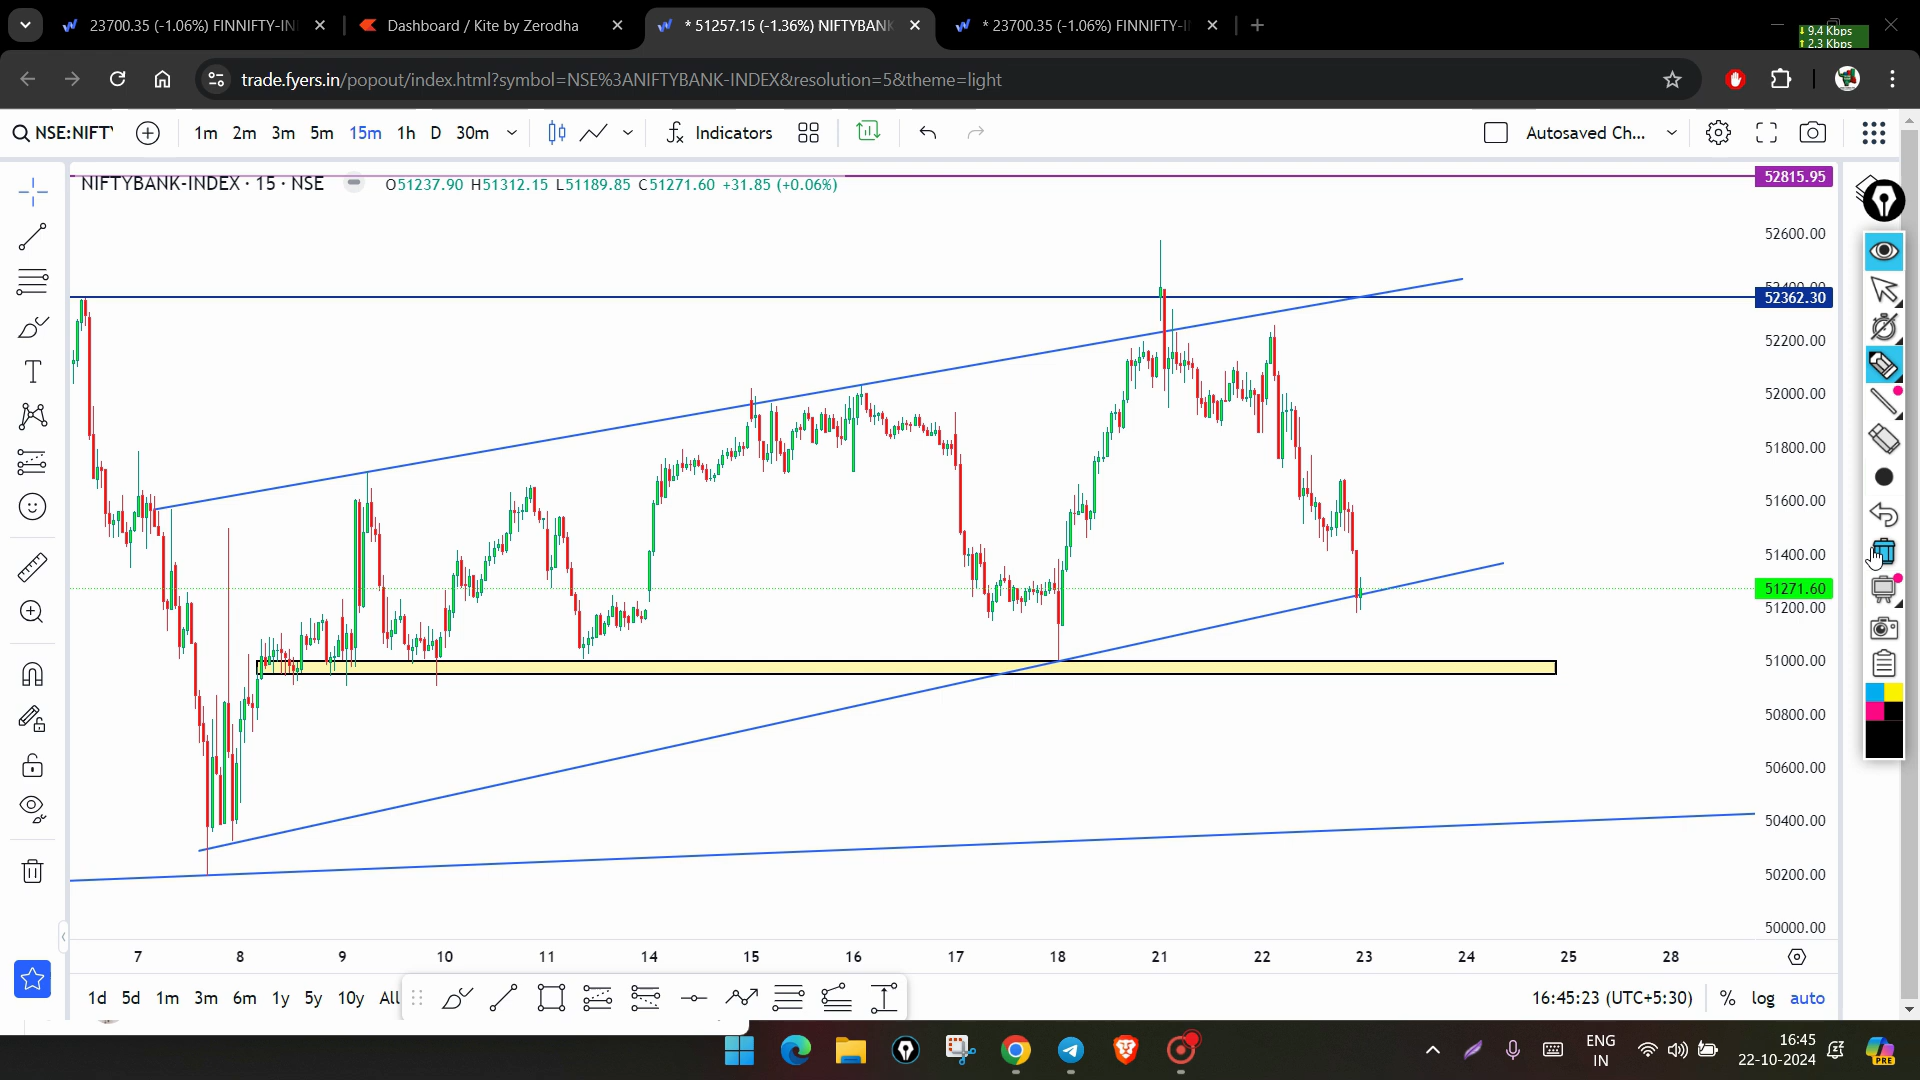 23700.35 (-1.06%) FINNIFTY-IN
Dashboard / Kite by Zerodha
* 51257.15 (-1.36%) NIFTYBANK
* 23700.35 (-1.06%) FINNIFTY-I
9.4 Kbps
2.3 Kbps
trade.fyers.in/popout/index.html?symbol=NSE%3ANIFTYBANK-INDEX&resolution=5&theme=light
NSE:NIFTY
1m 2m 3m 5m 15m 1h D 30m
Indicators
Autosaved Ch...
NIFTYBANK-INDEX · 15 · NSE
O51237.90 H51312.15 L51189.85 C51271.60 +31.85 (+0.06%)
52815.95
52600.00
52400.00
52362.30
52200.00
52000.00
51800.00
51600.00
51400.00
51271.60
51200.00
51000.00
50800.00
50600.00
50400.00
50200.00
50000.00
7 8 9 10 11 14 15 16 17 18 21 22 23 24 25 28
1d 5d 1m 3m 6m 1y 5y 10y All
16:45:23 (UTC+5:30)
% log auto
ENG
IN
16:45
22-10-2024
PRE